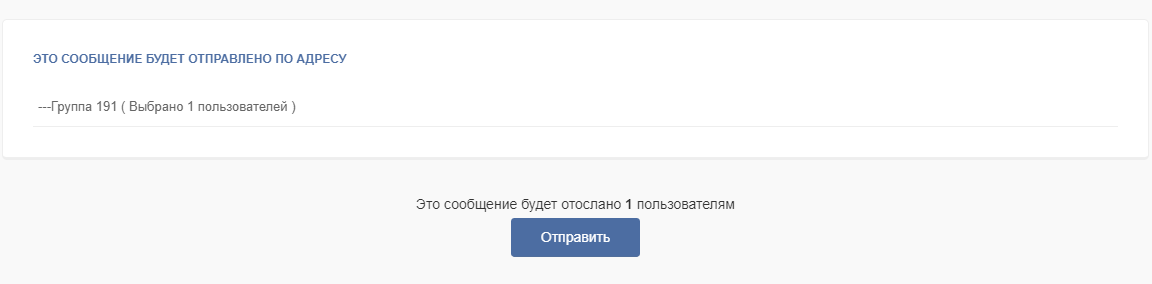 ЭТО СООБЩЕНИЕ БУДЕТ ОТПРАВЛЕНО ПО АДРЕСУ
---Группа 191 ( Выбрано 1 пользователей )
Это сообщение будет отослано 1 пользователям
Отправить